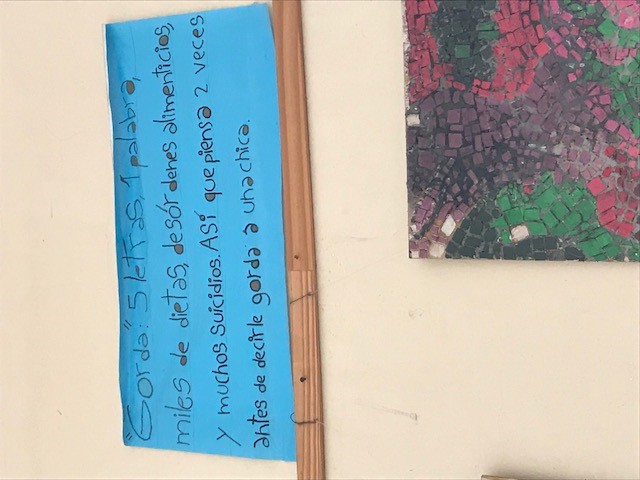 "Gorda": 5 letras, 1 palabra,
miles de dietas, desórdenes alimenticios,
y muchos suicidios. Así que piensa 2 veces
antes de decirle gorda a una chica.